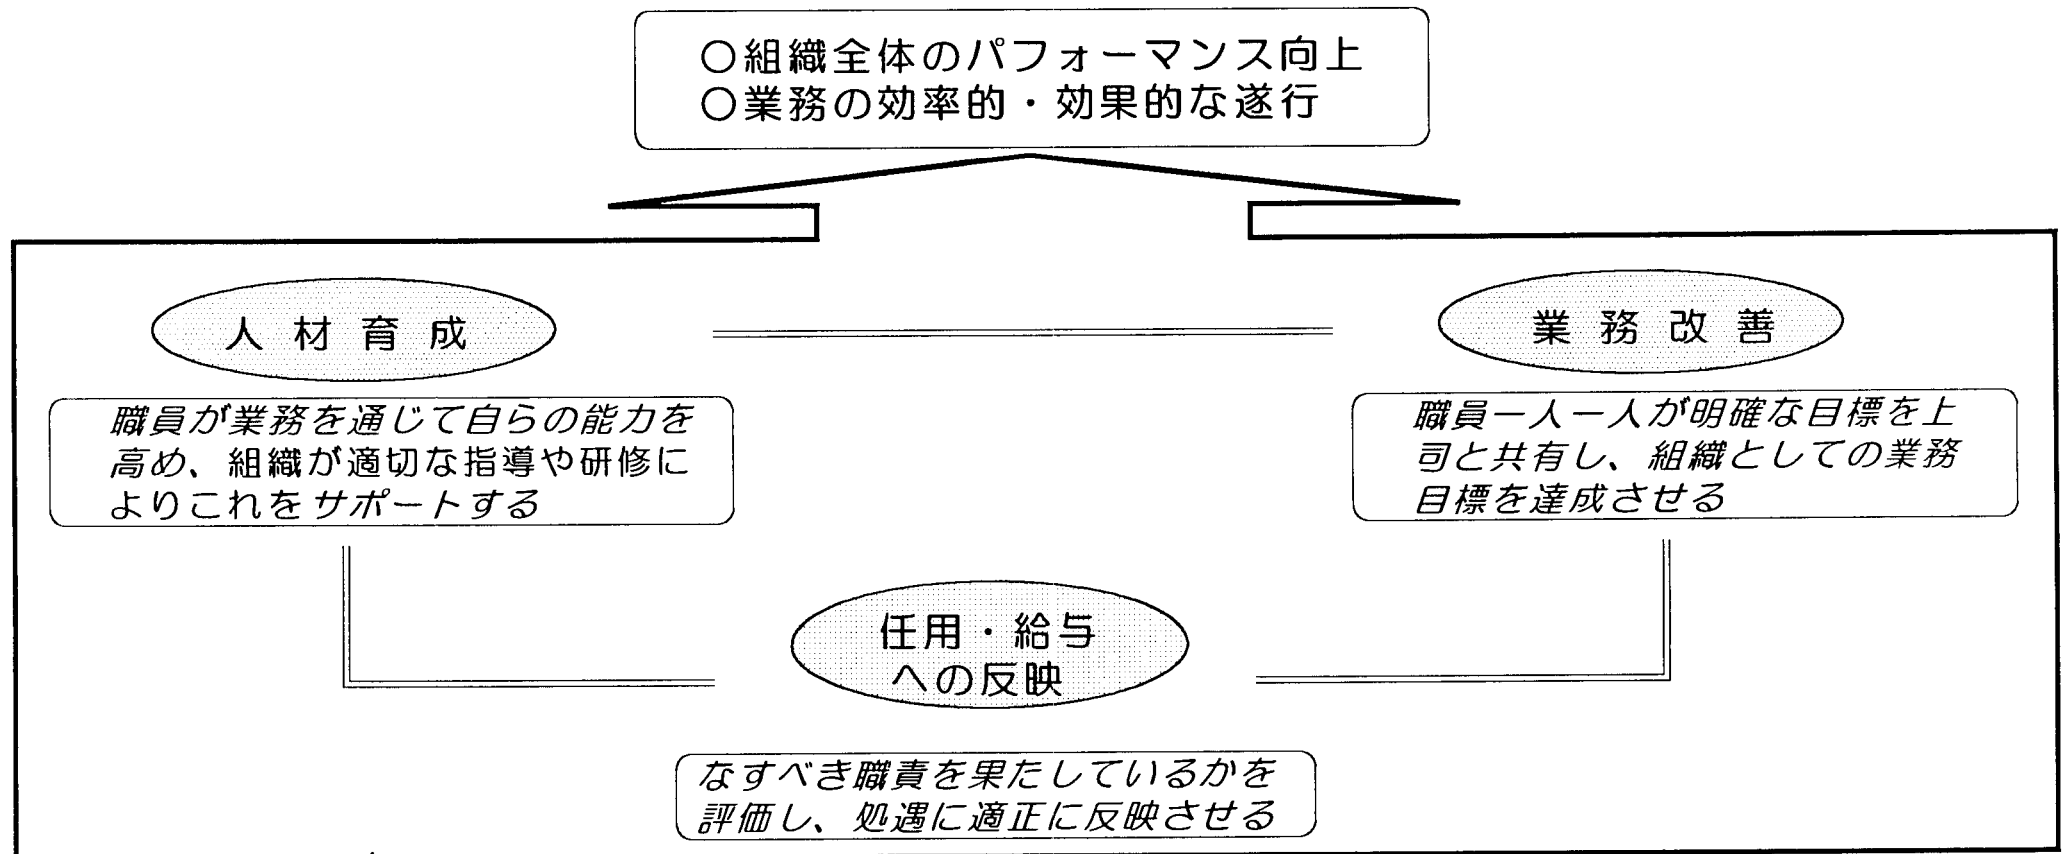 ○組織全体のパフォーマンス向上
○業務の効率的・効果的な遂行
人材育成
業務改善
職員が業務を通じて自らの能力を
高め、組織が適切な指導や研修に
よりこれをサポートする
職員一人一人が明確な目標を上
司と共有し、組織としての業務
目標を達成させる
任用・給与
への反映
なすべき職責を果たしているかを
評価し、処遇に適正に反映させる